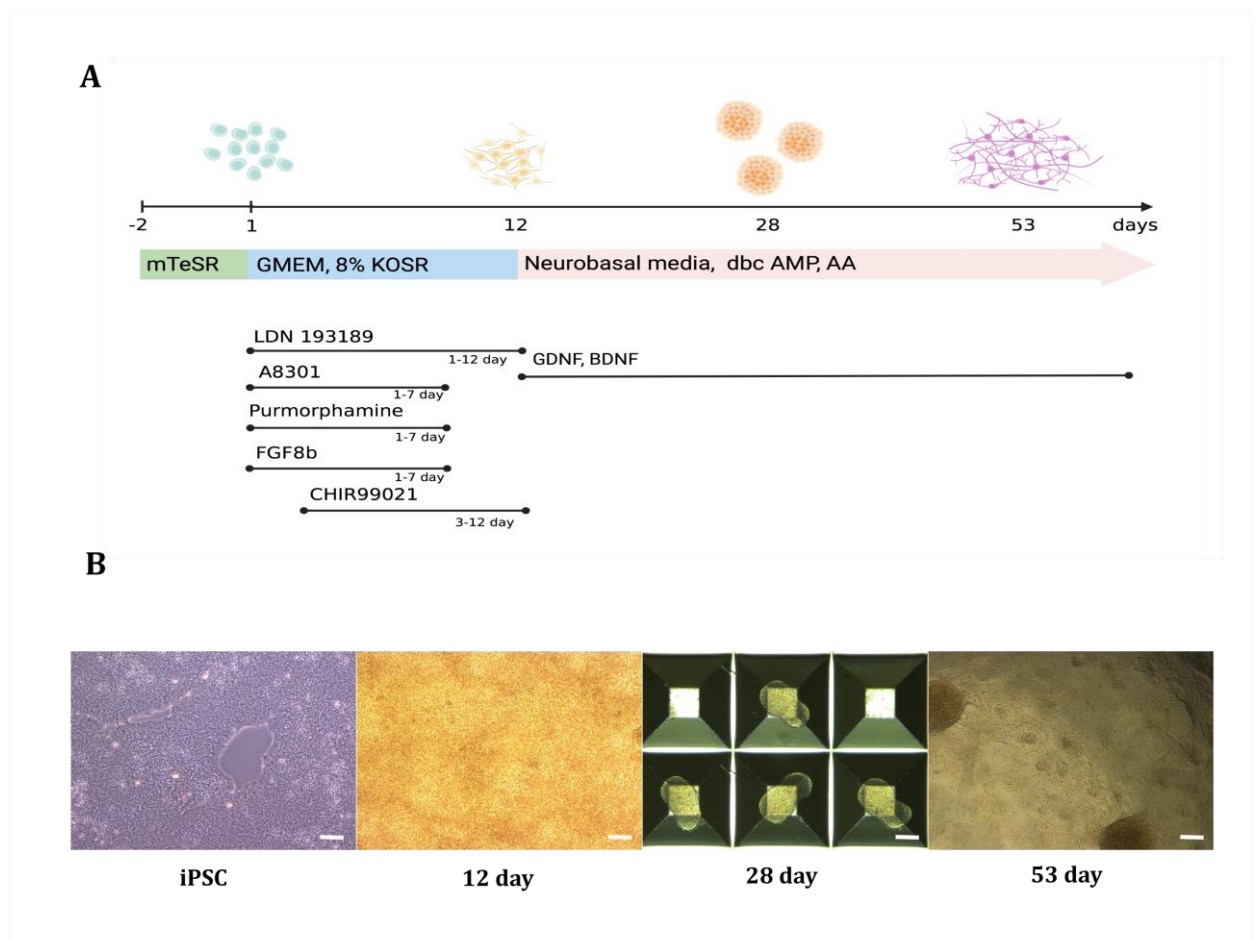 A
-2 1 12 28 53 days
mTeSR GMEM, 8% KOSR Neurobasal media, dbc AMP, AA
LDN 193189
1-12 day
GDNF, BDNF
A8301
1-7 day
Purmorphamine
1-7 day
FGF8b
1-7 day
CHIR99021
3-12 day
B
iPSC 12 day 28 day 53 day